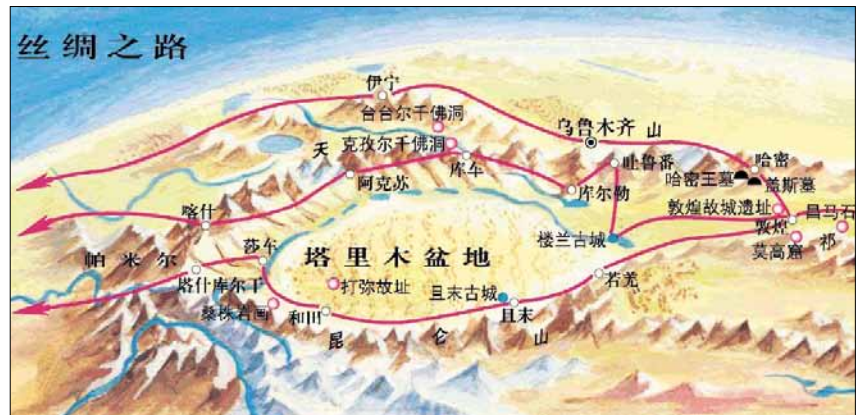 丝绸之路
伊宁
台台尔千佛洞
乌鲁木齐
山
克孜尔千佛洞
天
库车
吐鲁番
哈密
阿克苏
哈密王墓
盖斯墓
库尔勒
敦煌故城遗址
昌马石
喀什
楼兰古城
敦煌
祁
莎车
莫高窟
帕米尔
塔里木盆地
塔什库尔干
打弥故址
且末古城
若羌
桑株岩画
和田
且末
昆仑山